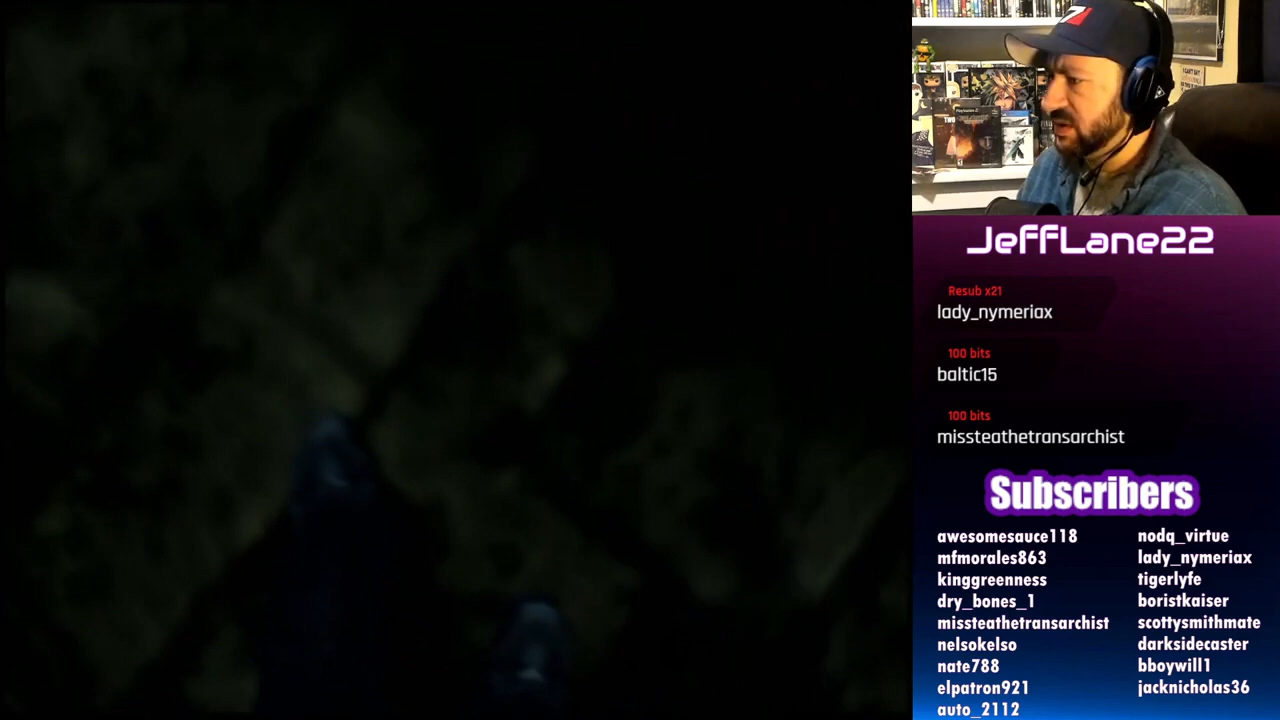 JeffLane22
Resub x21
lady_nymeriax
100 bits
baltic15
100 bits
missteathetransarchist
Subscribers
awesomesauce118
mfmorales863
kinggreenness
dry_bones_1
missteathetransarchist
nelsokelso
nate788
elpatron921
auto_2112
nodq_virtue
lady_nymeriax
tigerlyfe
boristkaiser
scottysmithmate
darksidecaster
bboywill1
jacknicholas36